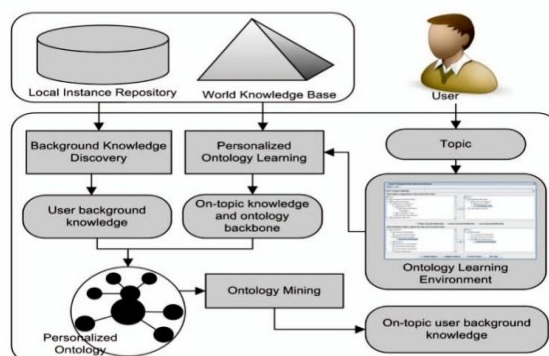 Local Instance Repository
World Knowledge Base
User
Background Knowledge
Discovery
Personalized
Ontology Learning
Topic
User background
knowledge
On-topic knowledge
and ontology
backbone
Ontology Learning
Environment
Ontology Mining
Personalized
Ontology
On-topic user background
knowledge